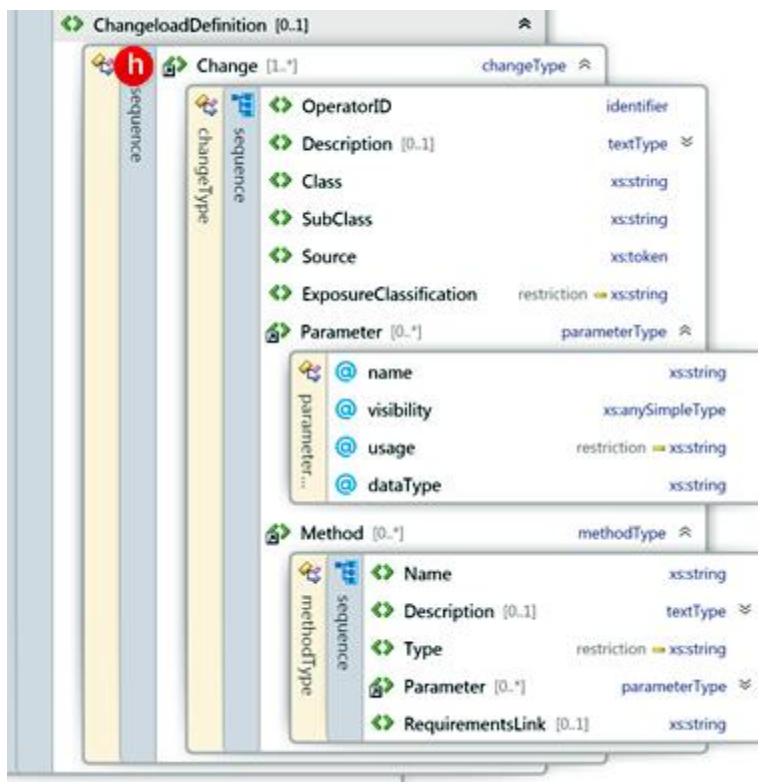 ChangeloadDefinition [0..1]
h Change [1..*] changeType
sequence
OperatorID identifier
Description [0..1] textType
Class xs:string
SubClass xs:string
Source xs:token
ExposureClassification restriction xs:string
changeType
sequence
Parameter [0..*] parameterType
@ name xs:string
@ visibility xs:anySimpleType
@ usage restriction xs:string
@ dataType xs:string
parameter...
Method [0..*] methodType
Name xs:string
Description [0..1] textType
Type restriction xs:string
Parameter [0..*] parameterType
RequirementsLink [0..1] xs:string
methodType
sequence